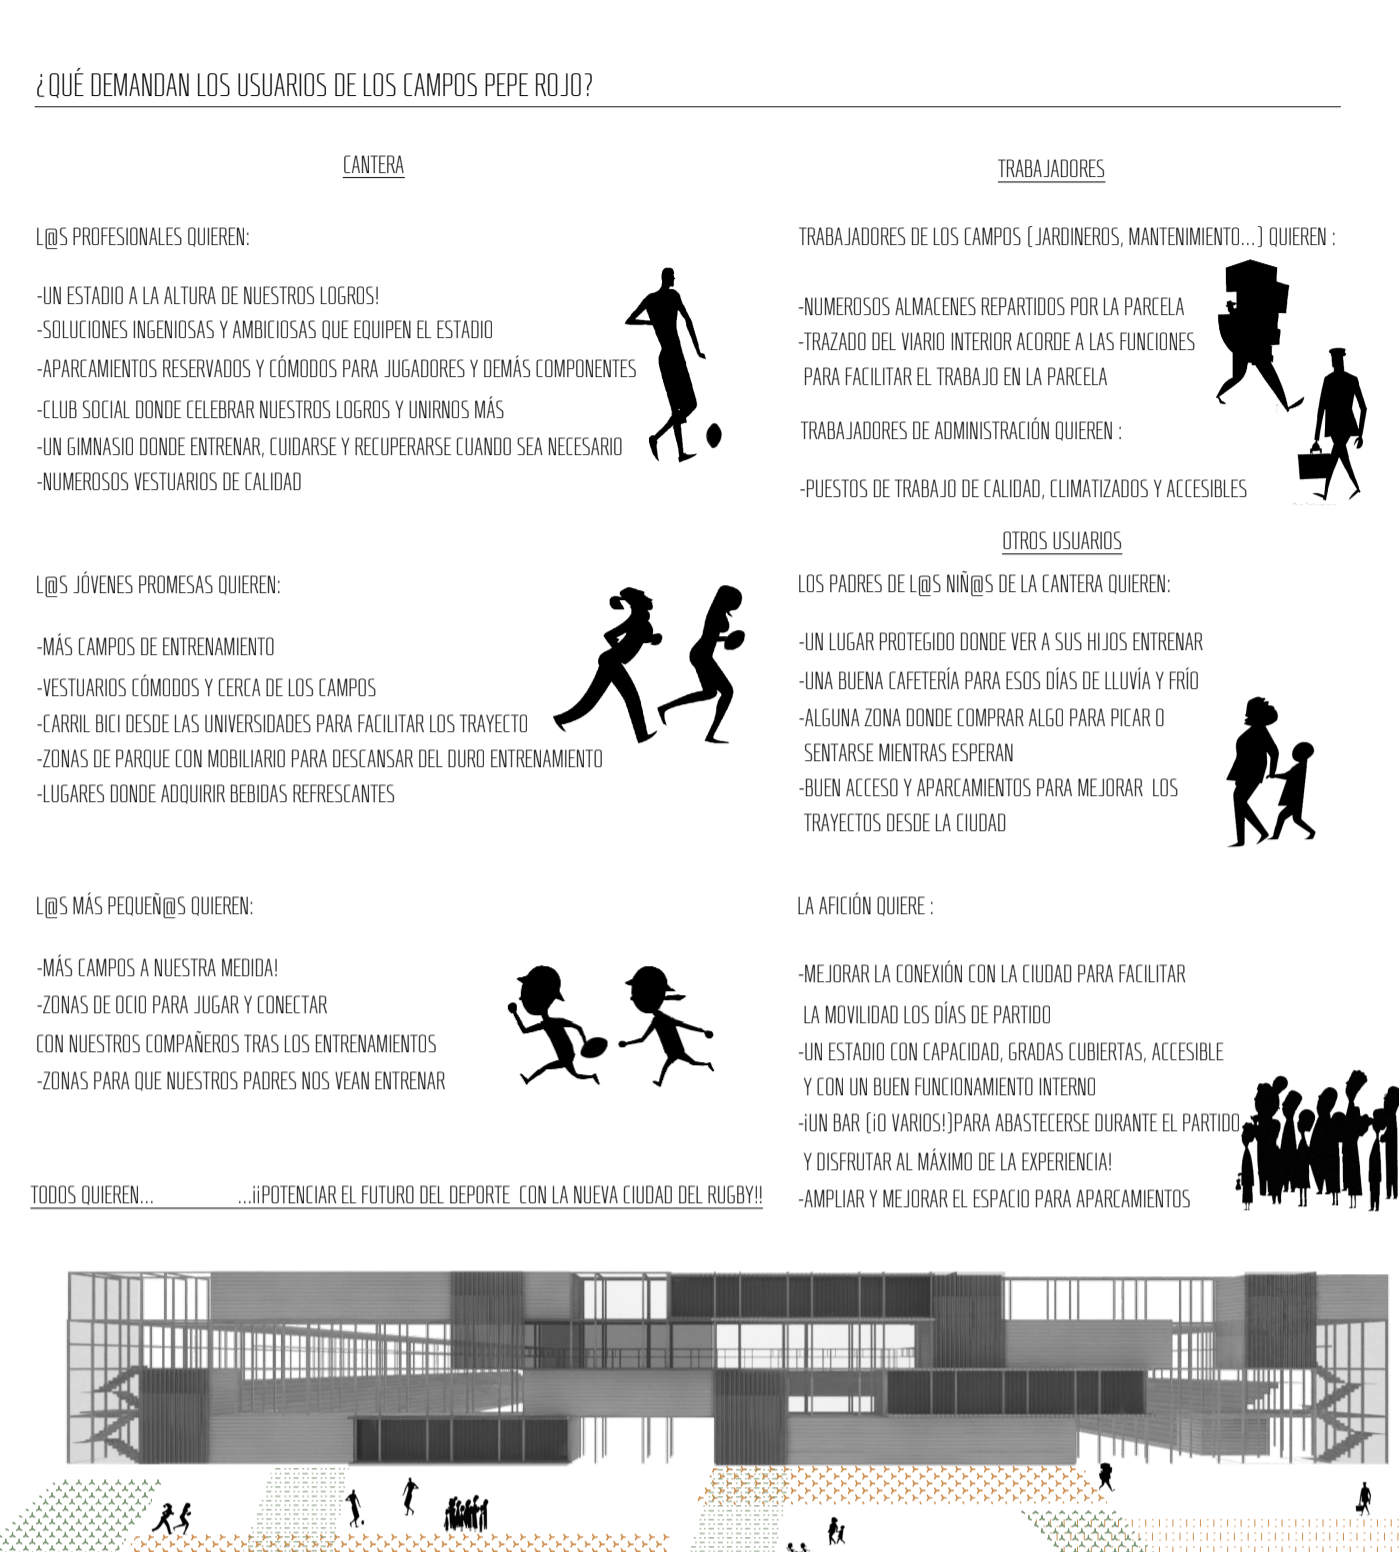 ¿QUÉ DEMANDAN LOS USUARIOS DE LOS CAMPOS PEPE ROJO?
CANTERA
L@S PROFESIONALES QUIEREN:
-UN ESTADIO A LA ALTURA DE NUESTROS LOGROS!
-SOLUCIONES INGENIOSAS Y AMBICIOSAS QUE EQUIPEN EL ESTADIO
-APARCAMIENTOS RESERVADOS Y CÓMODOS PARA JUGADORES Y DEMÁS COMPONENTES
-CLUB SOCIAL DONDE CELEBRAR NUESTROS LOGROS Y UNIRNOS MÁS
-UN GIMNASIO DONDE ENTRENAR, CUIDARSE Y RECUPERARSE CUANDO SEA NECESARIO
-NUMEROSOS VESTUARIOS DE CALIDAD
L@S JÓVENES PROMESAS QUIEREN:
-MÁS CAMPOS DE ENTRENAMIENTO
-VESTUARIOS CÓMODOS Y CERCA DE LOS CAMPOS
-CARRIL BICI DESDE LAS UNIVERSIDADES PARA FACILITAR LOS TRAYECTO
-ZONAS DE PARQUE CON MOBILIARIO PARA DESCANSAR DEL DURO ENTRENAMIENTO
-LUGARES DONDE ADQUIRIR BEBIDAS REFRESCANTES
L@S MÁS PEQUEÑ@S QUIEREN:
-MÁS CAMPOS A NUESTRA MEDIDA!
-ZONAS DE OCIO PARA JUGAR Y CONECTAR
CON NUESTROS COMPAÑEROS TRAS LOS ENTRENAMIENTOS
-ZONAS PARA QUE NUESTROS PADRES NOS VEAN ENTRENAR
TODOS QUIEREN... ...¡¡POTENCIAR EL FUTURO DEL DEPORTE CON LA NUEVA CIUDAD DEL RUGBY!!
TRABAJADORES
TRABAJADORES DE LOS CAMPOS (JARDINEROS, MANTENIMIENTO...) QUIEREN :
-NUMEROSOS ALMACENES REPARTIDOS POR LA PARCELA
-TRAZADO DEL VIARIO INTERIOR ACORDE A LAS FUNCIONES
PARA FACILITAR EL TRABAJO EN LA PARCELA
TRABAJADORES DE ADMINISTRACIÓN QUIEREN :
-PUESTOS DE TRABAJO DE CALIDAD, CLIMATIZADOS Y ACCESIBLES
OTROS USUARIOS
LOS PADRES DE L@S NIÑ@S DE LA CANTERA QUIEREN:
-UN LUGAR PROTEGIDO DONDE VER A SUS HIJOS ENTRENAR
-UNA BUENA CAFETERÍA PARA ESOS DÍAS DE LLUVÍA Y FRÍO
-ALGUNA ZONA DONDE COMPRAR ALGO PARA PICAR O
SENTARSE MIENTRAS ESPERAN
-BUEN ACCESO Y APARCAMIENTOS PARA MEJORAR LOS
TRAYECTOS DESDE LA CIUDAD
LA AFICIÓN QUIERE :
-MEJORAR LA CONEXIÓN CON LA CIUDAD PARA FACILITAR
LA MOVILIDAD LOS DÍAS DE PARTIDO
-UN ESTADIO CON CAPACIDAD, GRADAS CUBIERTAS, ACCESIBLE
Y CON UN BUEN FUNCIONAMIENTO INTERNO
-¡UN BAR (¡O VARIOS!)PARA ABASTECERSE DURANTE EL PARTIDO
Y DISFRUTAR AL MÁXIMO DE LA EXPERIENCIA!
-AMPLIAR Y MEJORAR EL ESPACIO PARA APARCAMIENTOS